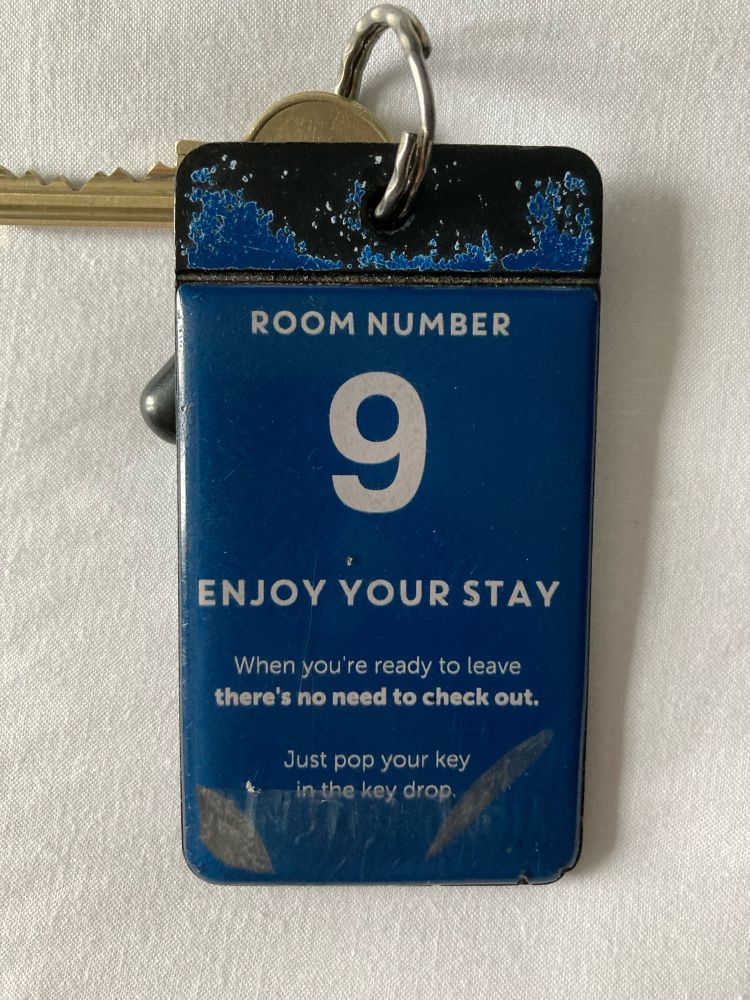 ROOM NUMBER
9
ENJOY YOUR STAY
When you're ready to leave
there's no need to check out.
Just pop your key
in the key drop.